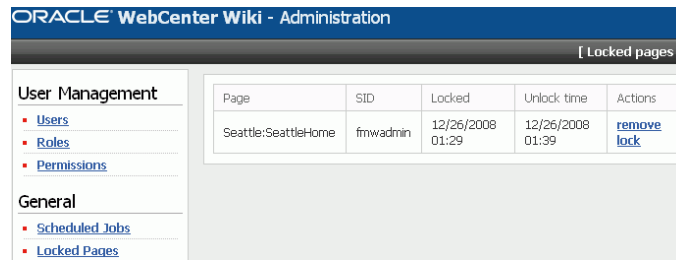 ORACLE WebCenter Wiki - Administration
[ Locked pages
User Management
Users
Roles
Permissions
General
Scheduled Jobs
Locked Pages
Page SID Locked Unlock time Actions
Seattle:SeattleHome fmwadmin 12/26/2008 01:29 12/26/2008 01:39 remove lock